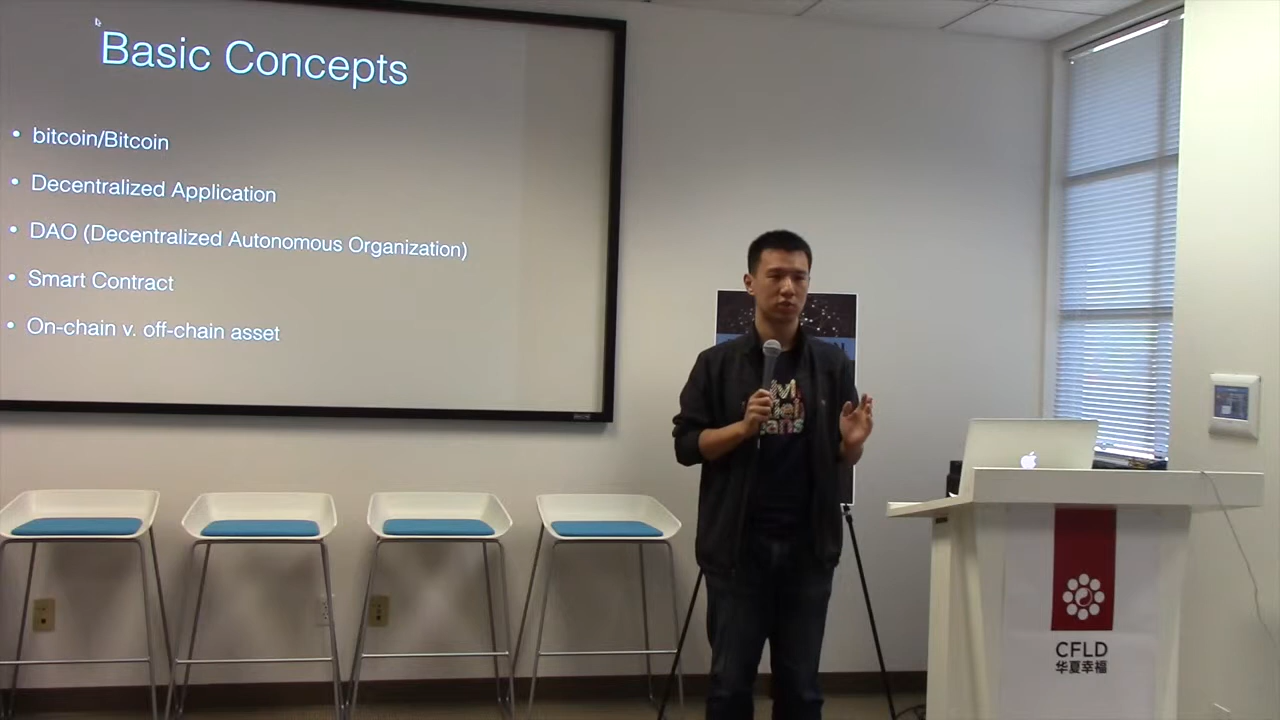 Basic Concepts
• bitcoin/Bitcoin
• Decentralized Application
• DAO (Decentralized Autonomous Organization)
• Smart Contract
• On-chain v. off-chain asset
CFLD
华夏幸福